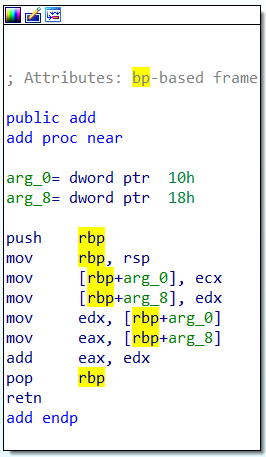 ; Attributes: bp-based frame
public add
add proc near
arg_0= dword ptr  10h
arg_8= dword ptr  18h
push    rbp
mov     rbp, rsp
mov     [rbp+arg_0], ecx
mov     [rbp+arg_8], edx
mov     edx, [rbp+arg_0]
mov     eax, [rbp+arg_8]
add     eax, edx
pop     rbp
retn
add endp